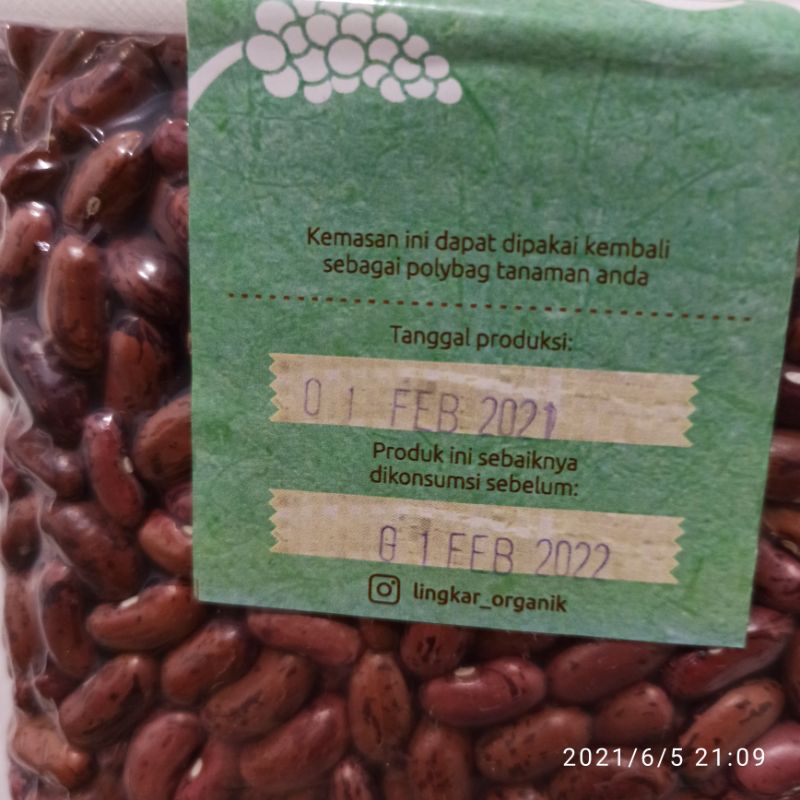 Kemasan ini dapat dipakai kembali
sebagai polybag tanaman anda
Tanggal produksi:
01 FEB 2021
Produk ini sebaiknya
dikonsumsi sebelum:
01 FEB 2022
lingkar_organik
2021/6/5 21:09